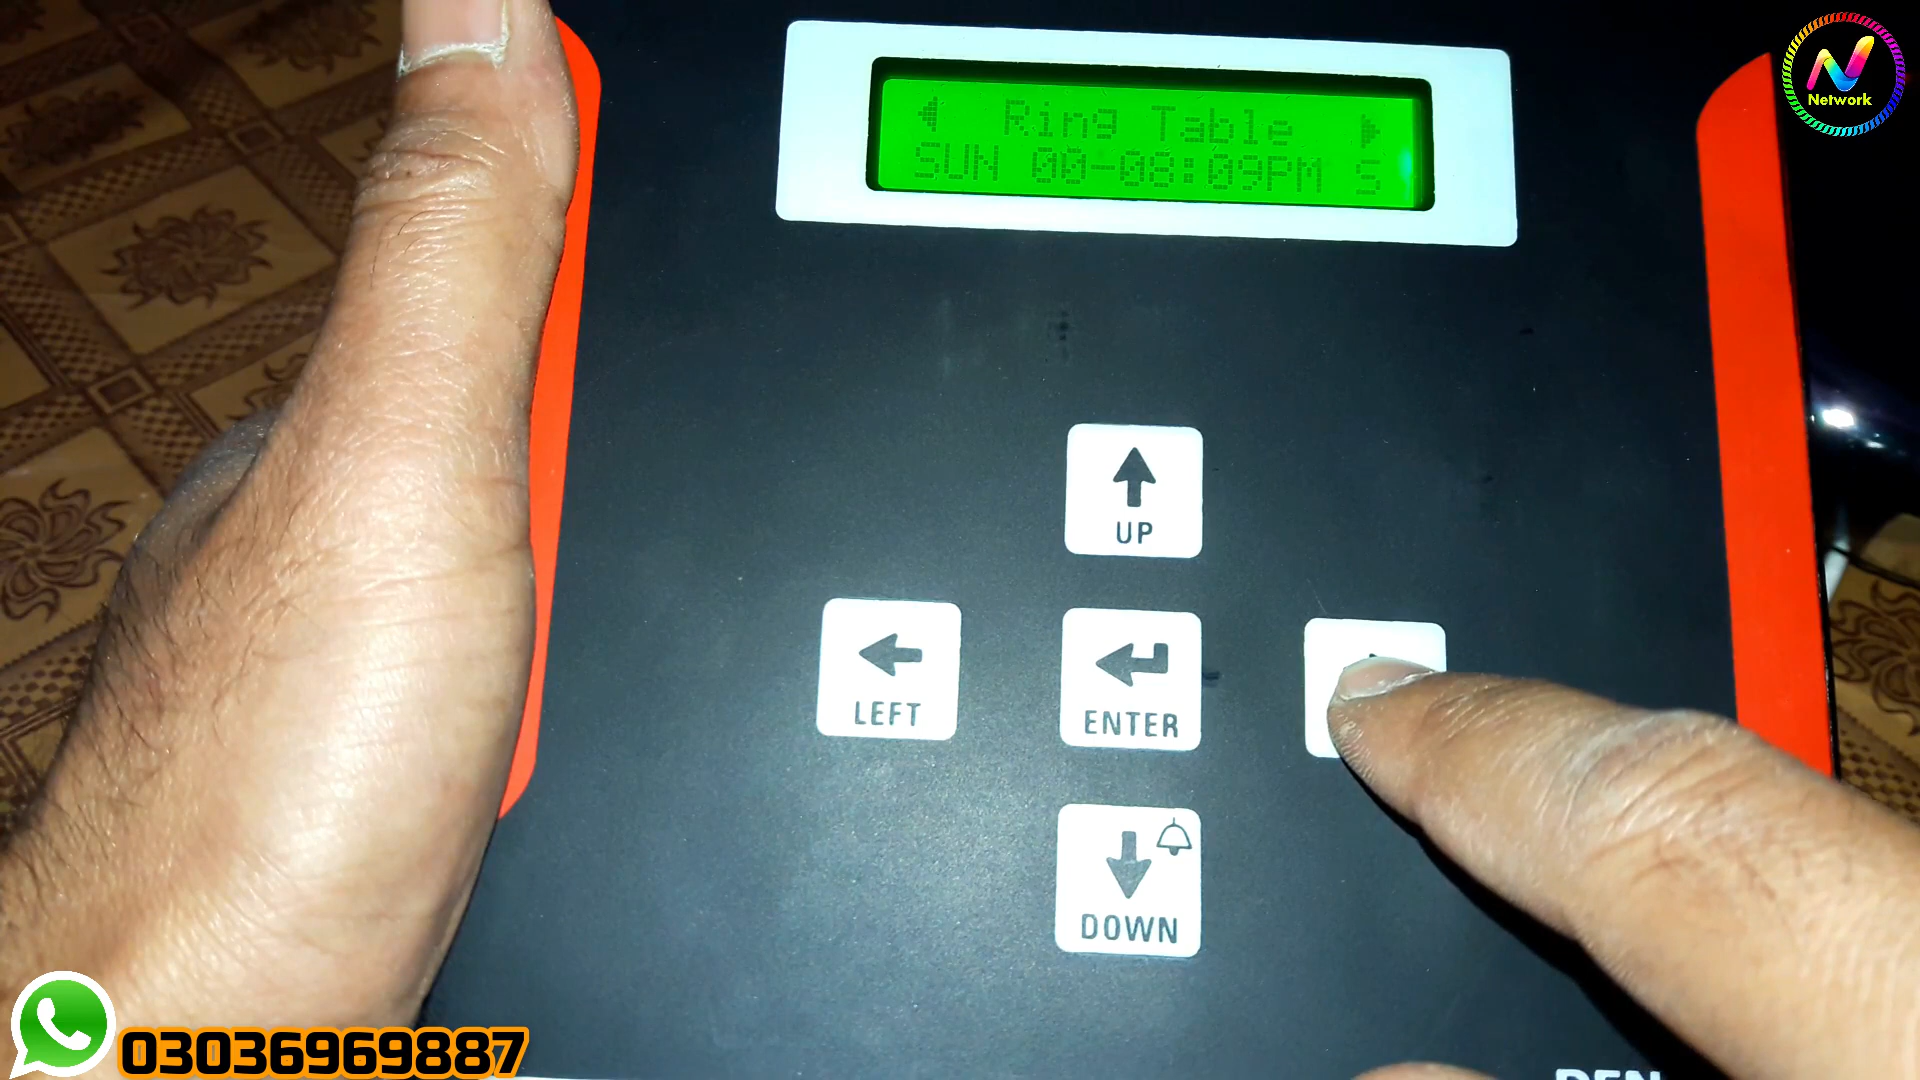 Network
Ring Table
SUN 00-08:09PM S
UP
LEFT
ENTER
DOWN
03036969887